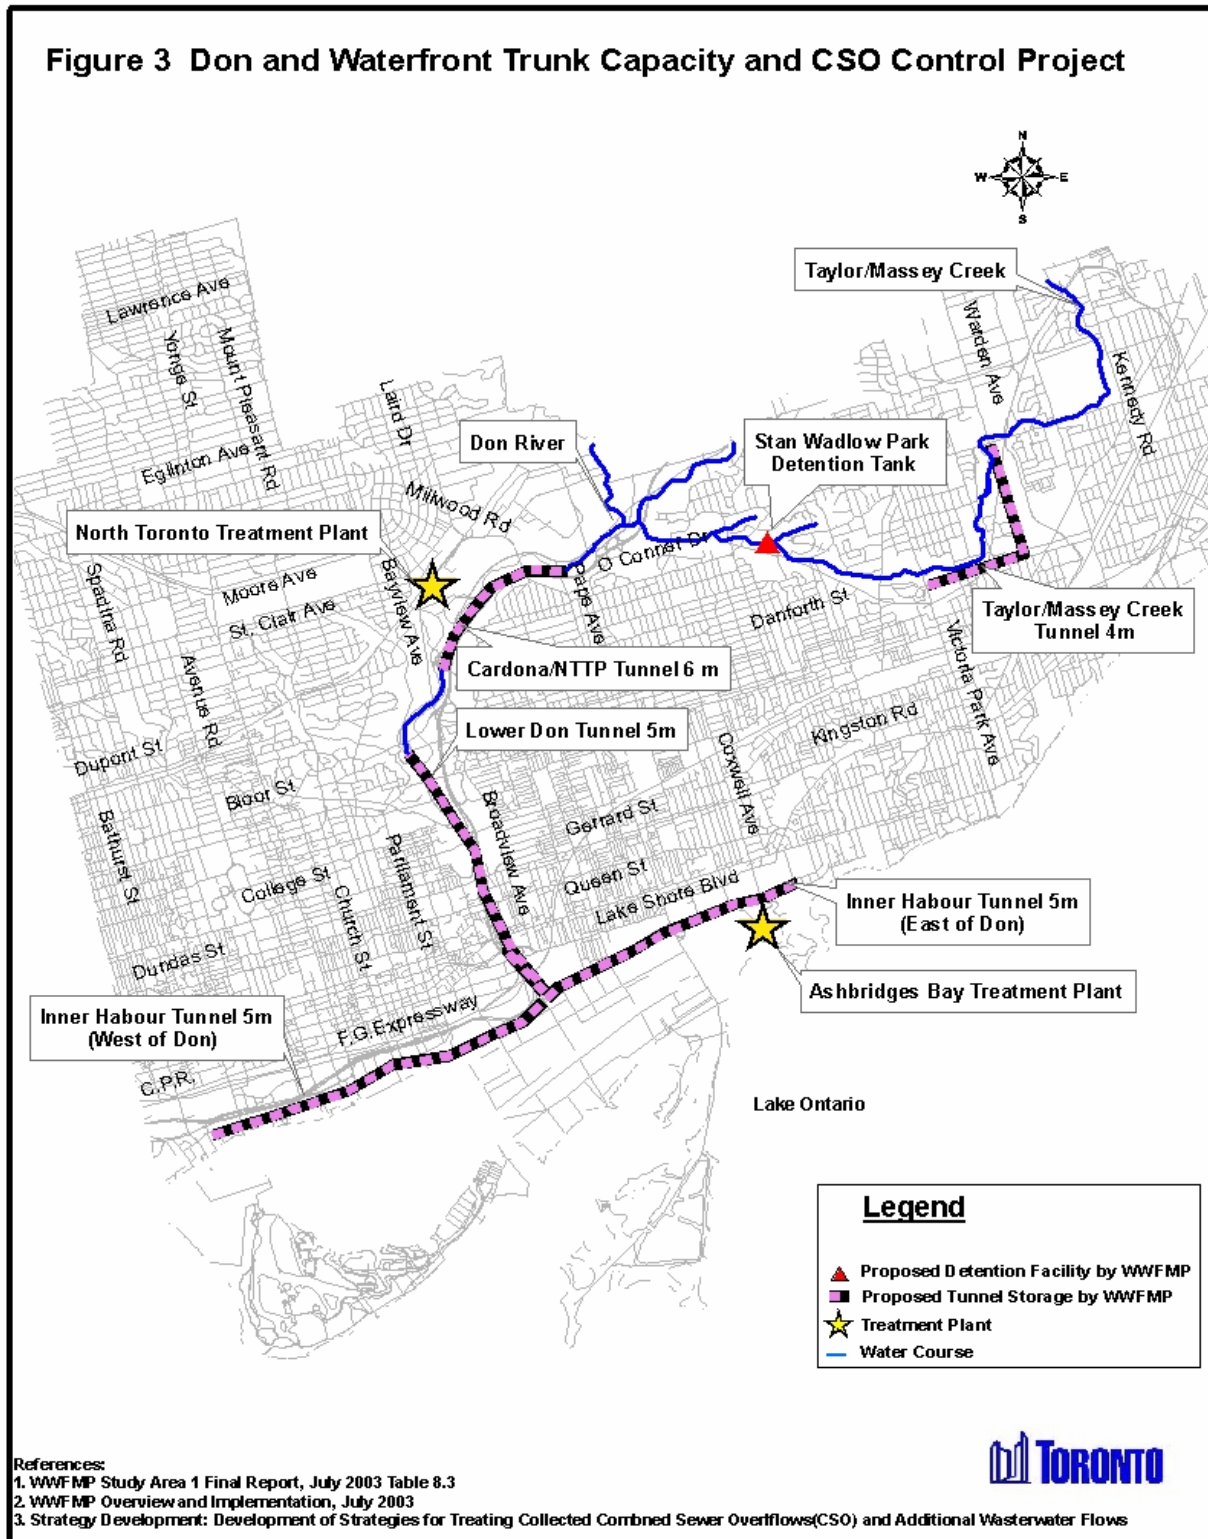 Figure 3 Don and Waterfront Trunk Capacity and CSO Control Project
N
W
E
S
Taylor/Massey Creek
Lawrence Ave
Yonge St
Mount Pleasant Rd
Warden Ave
Kennedy Rd
Laird Dr
Don River
Stan Wadlow Park
Detention Tank
Eglinton Ave
Millwood Rd
North Toronto Treatment Plant
O Conner Dr
Spadina Rd
Moore Ave
Bayview Ave
St. Clair Ave
Pape Ave
Danforth St
Taylor/Massey Creek
Tunnel 4m
Victoria Park Ave
Avenue Rd
Cardona/NTTP Tunnel 6 m
Lower Don Tunnel 5m
Kingston Rd
Dupont St
Coxwell Ave
Bloor St
Broadview Ave
Gerrard St
Bathurst St
Parliament St
College St
Church St
Queen St
Lake Shore Blvd
Inner Habour Tunnel 5m
(East of Don)
Dundas St
Ashbridges Bay Treatment Plant
Inner Habour Tunnel 5m
(West of Don)
F.G.Expressway
C.P.R.
Lake Ontario
Legend
Proposed Detention Facility by WWFMP
Proposed Tunnel Storage by WWFMP
Treatment Plant
Water Course
TORONTO
References:
1. WWFMP Study Area 1 Final Report, July 2003 Table 8.3
2. WWFMP Overview and Implementation, July 2003
3. Strategy Development: Development of Strategies for Treating Collected Combned Sewer Overlflows(CSO) and Additional Wasterwater Flows